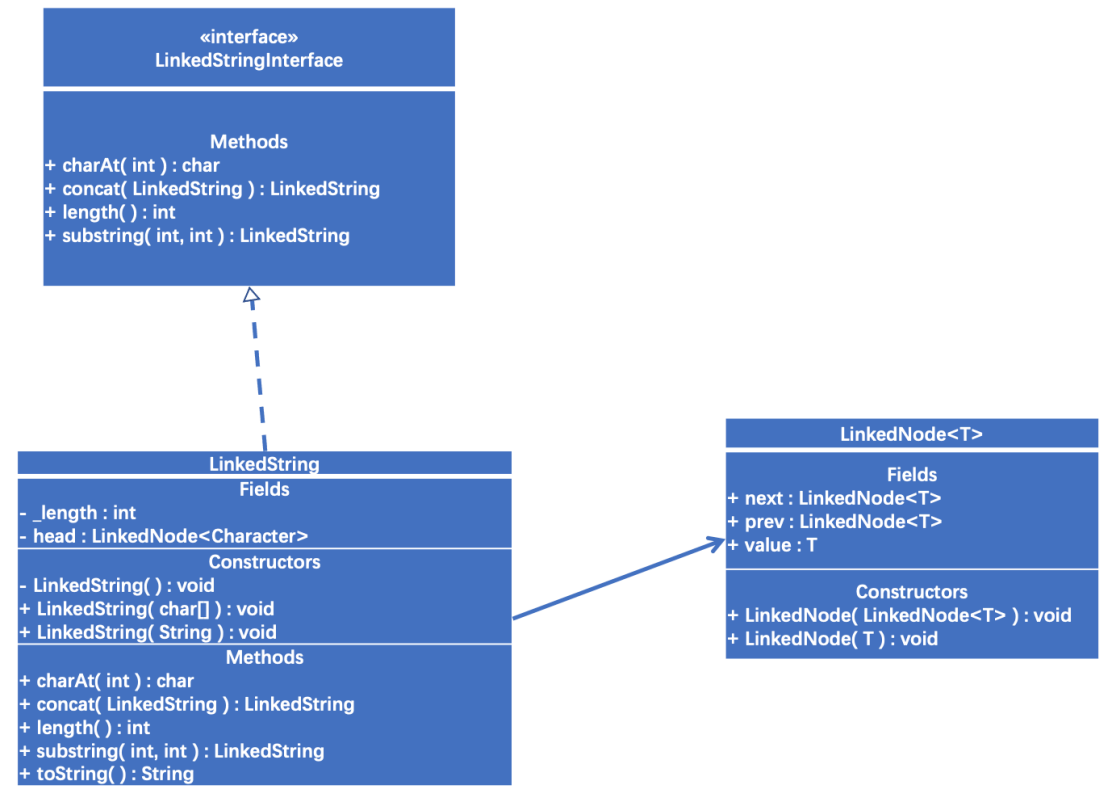 «interface»
LinkedStringInterface
Methods
+ charAt( int ) : char
+ concat( LinkedString ) : LinkedString
+ length( ) : int
+ substring( int, int ) : LinkedString
LinkedString
Fields
- _length : int
- head : LinkedNode<Character>
Constructors
- LinkedString( ) : void
+ LinkedString( char[] ) : void
+ LinkedString( String ) : void
Methods
+ charAt( int ) : char
+ concat( LinkedString ) : LinkedString
+ length( ) : int
+ substring( int, int ) : LinkedString
+ toString( ) : String
LinkedNode<T>
Fields
+ next : LinkedNode<T>
+ prev : LinkedNode<T>
+ value : T
Constructors
+ LinkedNode( LinkedNode<T> ) : void
+ LinkedNode( T ) : void